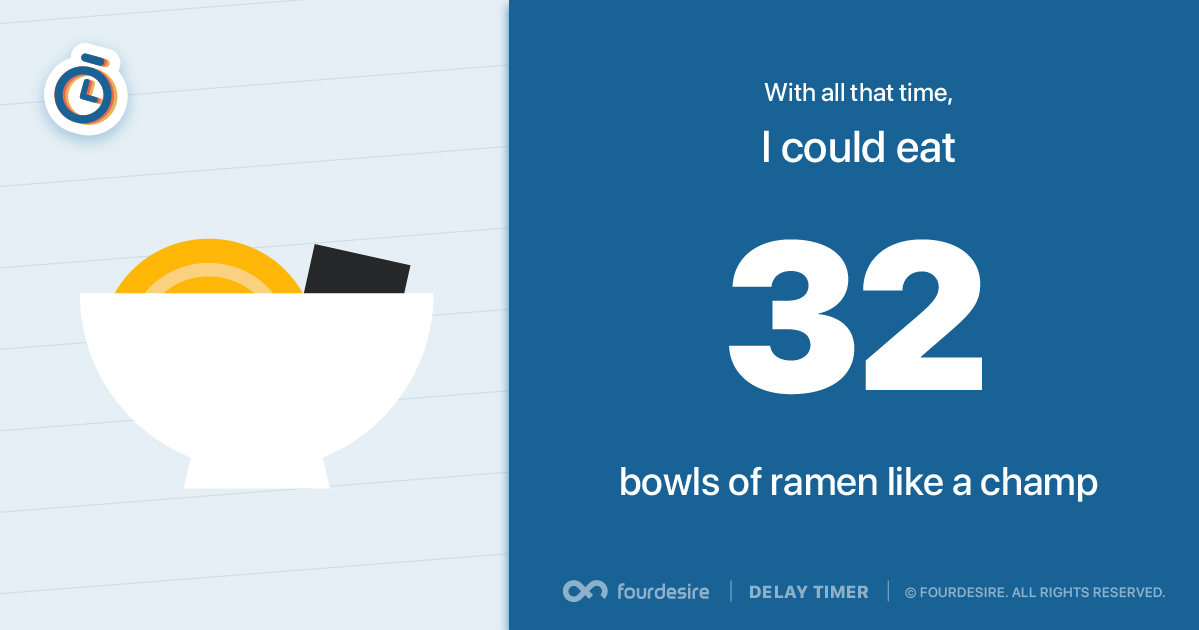 With all that time,
I could eat
32
bowls of ramen like a champ
fourdesire | DELAY TIMER | © FOURDESIRE. ALL RIGHTS RESERVED.